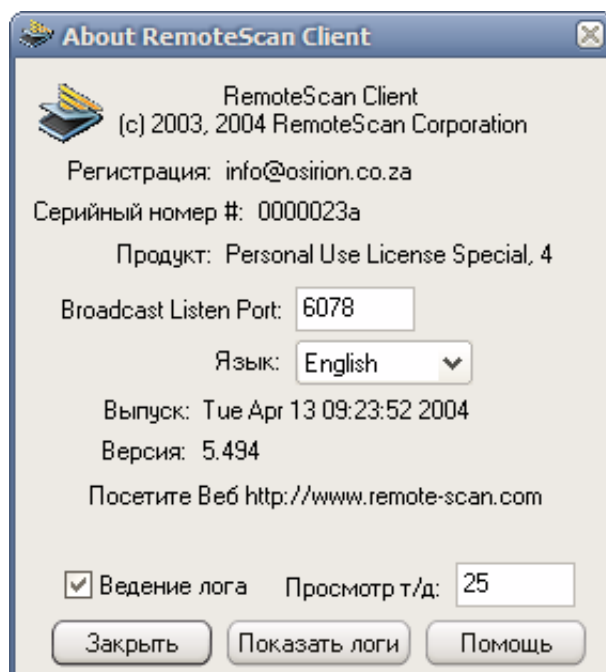 About RemoteScan Client
RemoteScan Client
(c) 2003, 2004 RemoteScan Corporation
Регистрация: info@osirion.co.za
Серийный номер #: 0000023a
Продукт: Personal Use License Special, 4
Broadcast Listen Port: 6078
Язык: English
Выпуск: Tue Apr 13 09:23:52 2004
Версия: 5.494
Посетите Веб http://www.remote-scan.com
Ведение лога Просмотр т/д: 25
Закрыть Показать логи Помощь